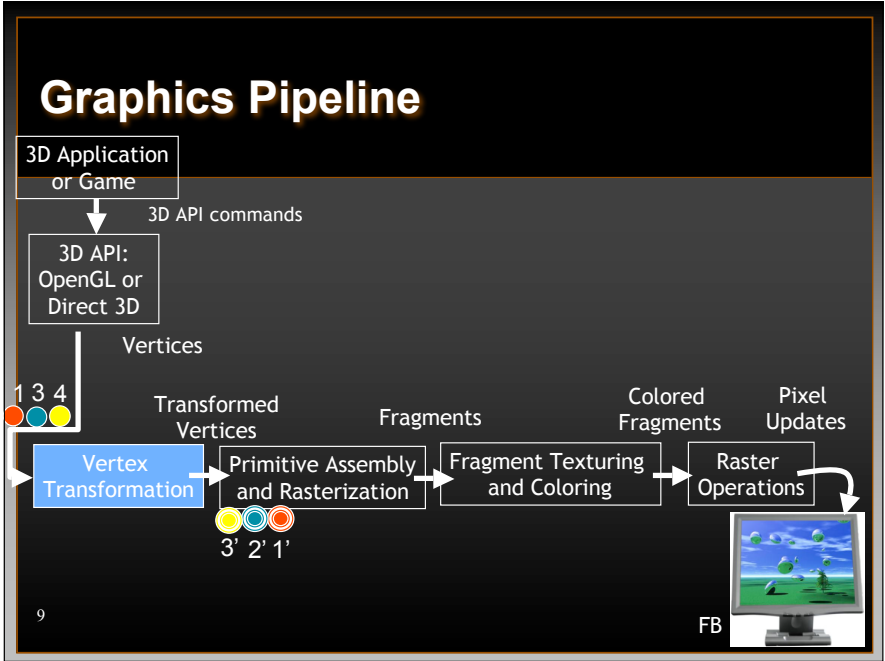 Graphics Pipeline
3D Application
or Game
3D API commands
3D API:
OpenGL or
Direct 3D
Vertices
1 3 4
Transformed
Vertices
Fragments
Colored
Fragments
Pixel
Updates
Vertex
Transformation
Primitive Assembly
and Rasterization
Fragment Texturing
and Coloring
Raster
Operations
3’ 2’ 1’
9
FB